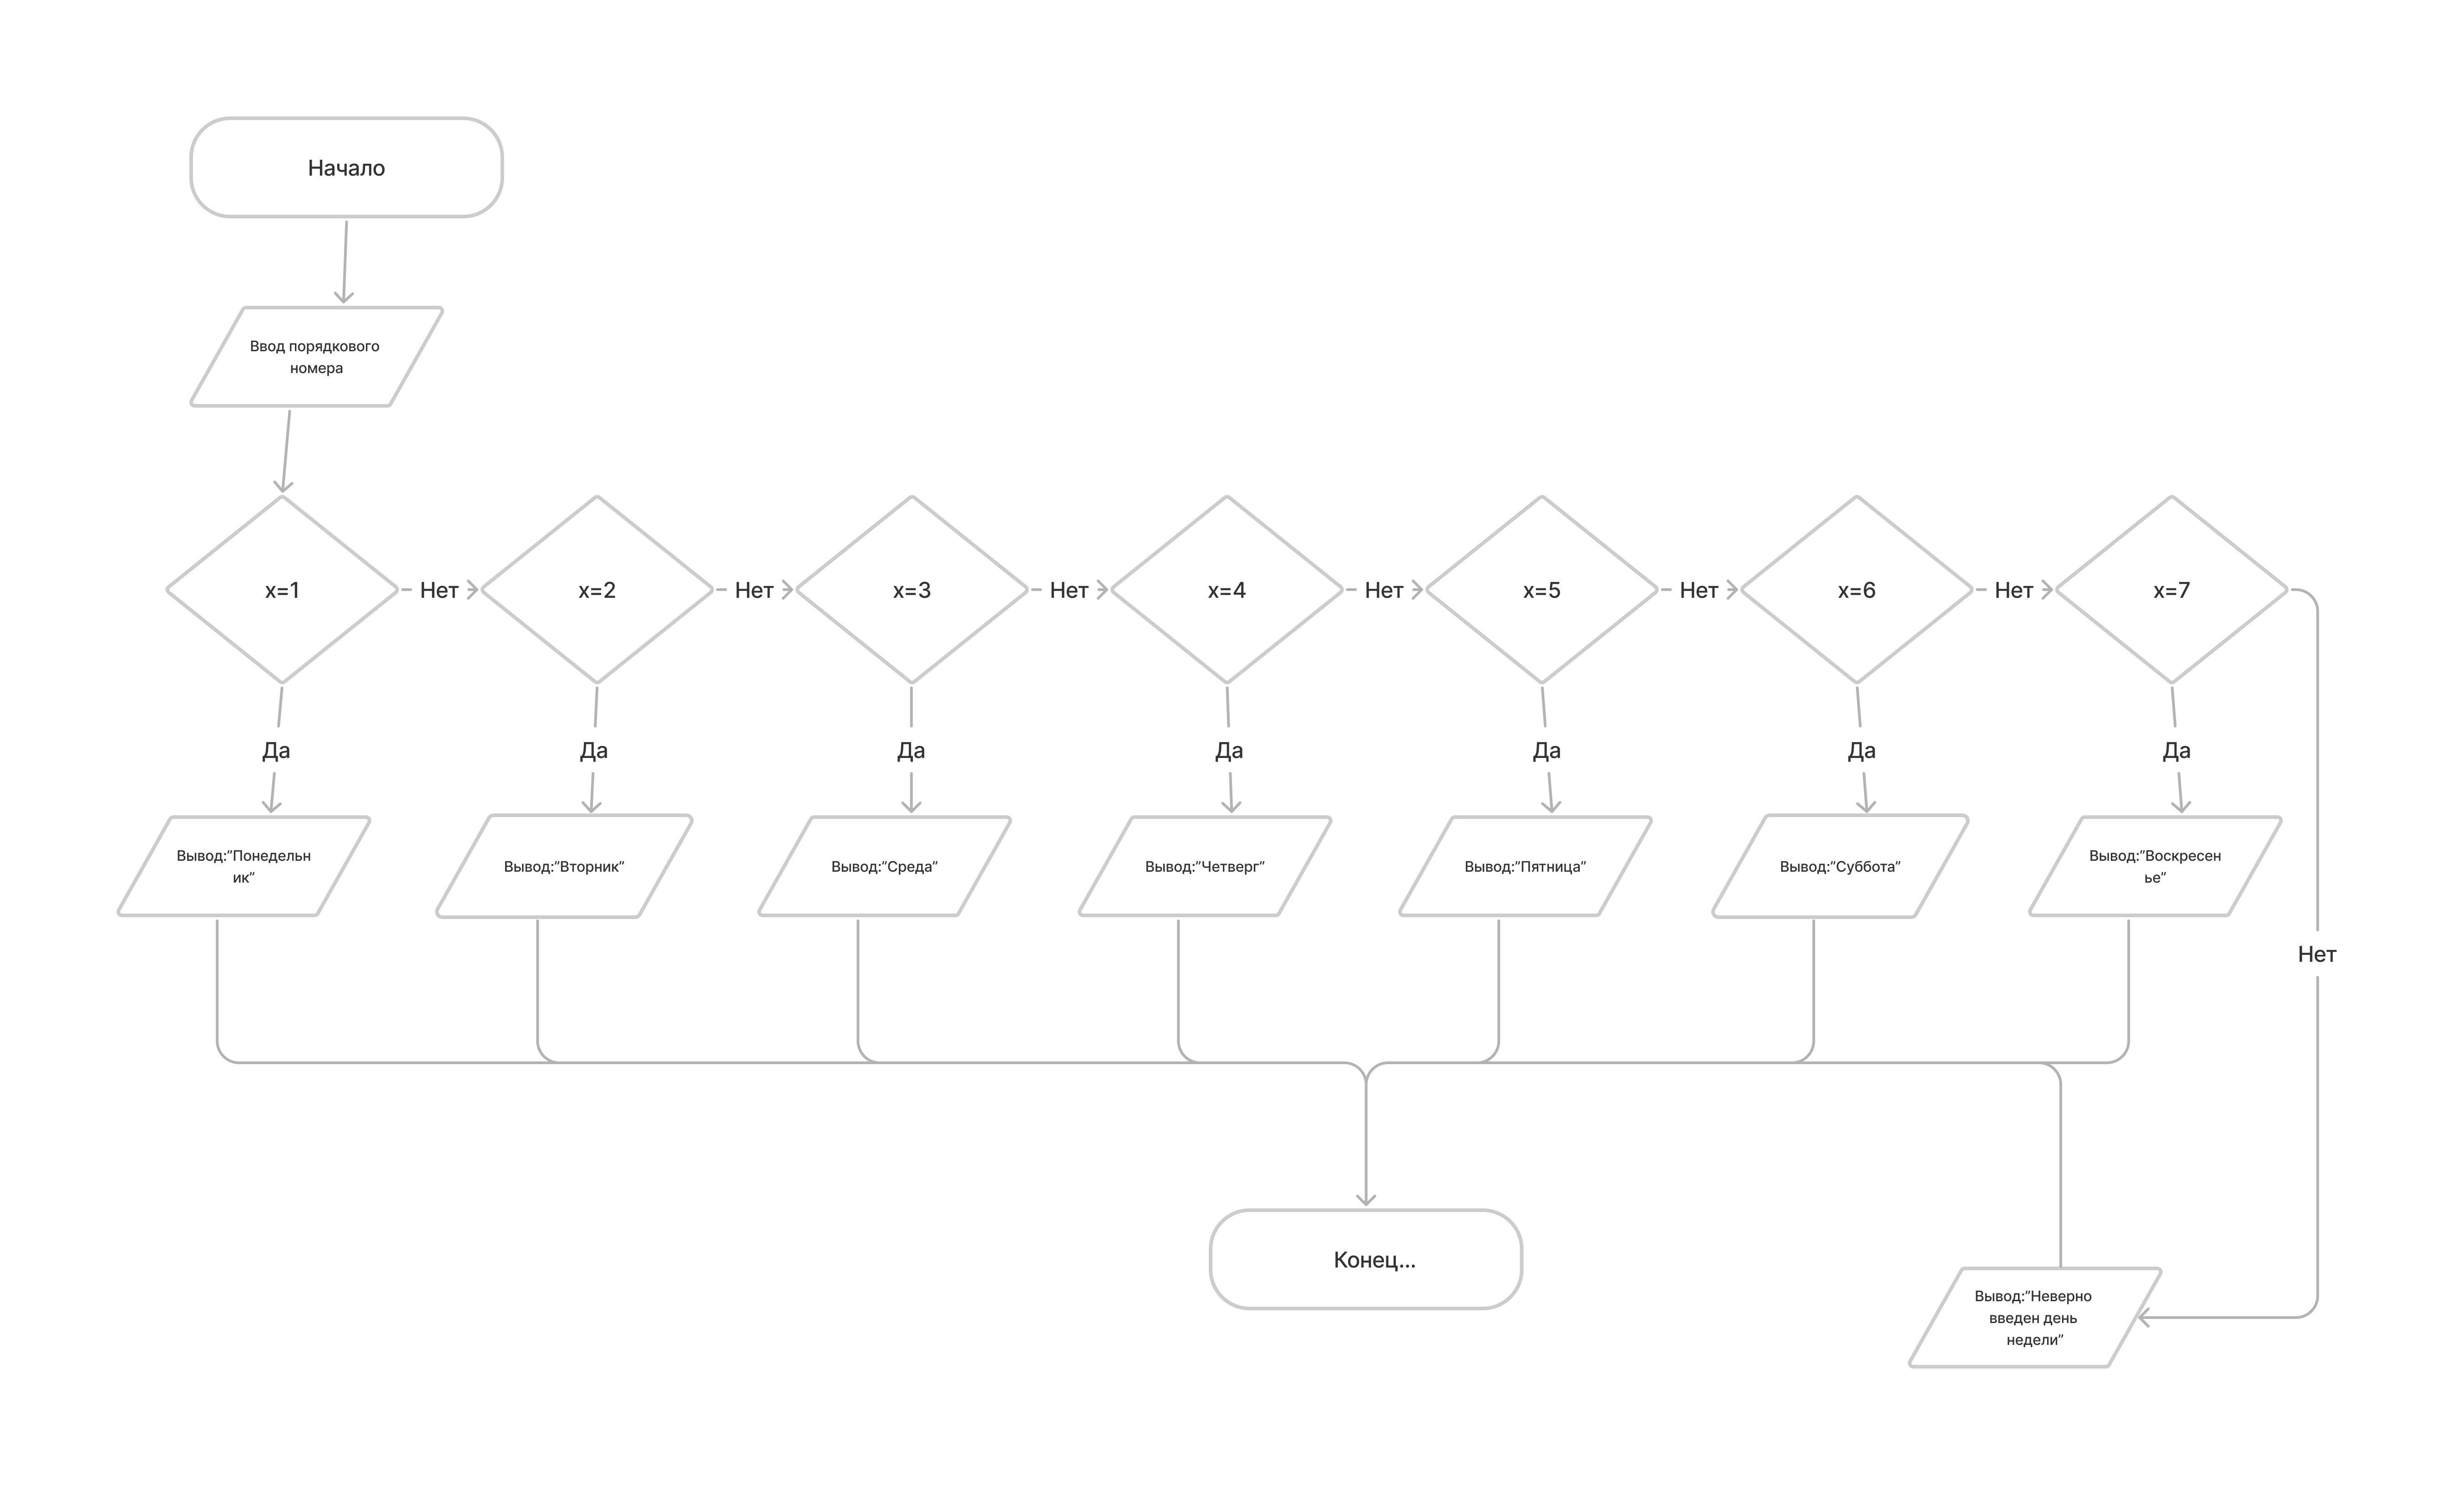 Начало
Ввод порядкового
номера
x=1
Нет
x=2
Нет
x=3
Нет
x=4
Нет
x=5
Нет
x=6
Нет
x=7
Да
Да
Да
Да
Да
Да
Да
Вывод:”Понедельн
ик”
Вывод:”Вторник”
Вывод:”Среда”
Вывод:”Четверг”
Вывод:”Пятница”
Вывод:”Суббота”
Вывод:”Воскресен
ье”
Нет
Конец...
Вывод:”Неверно
введен день
недели”